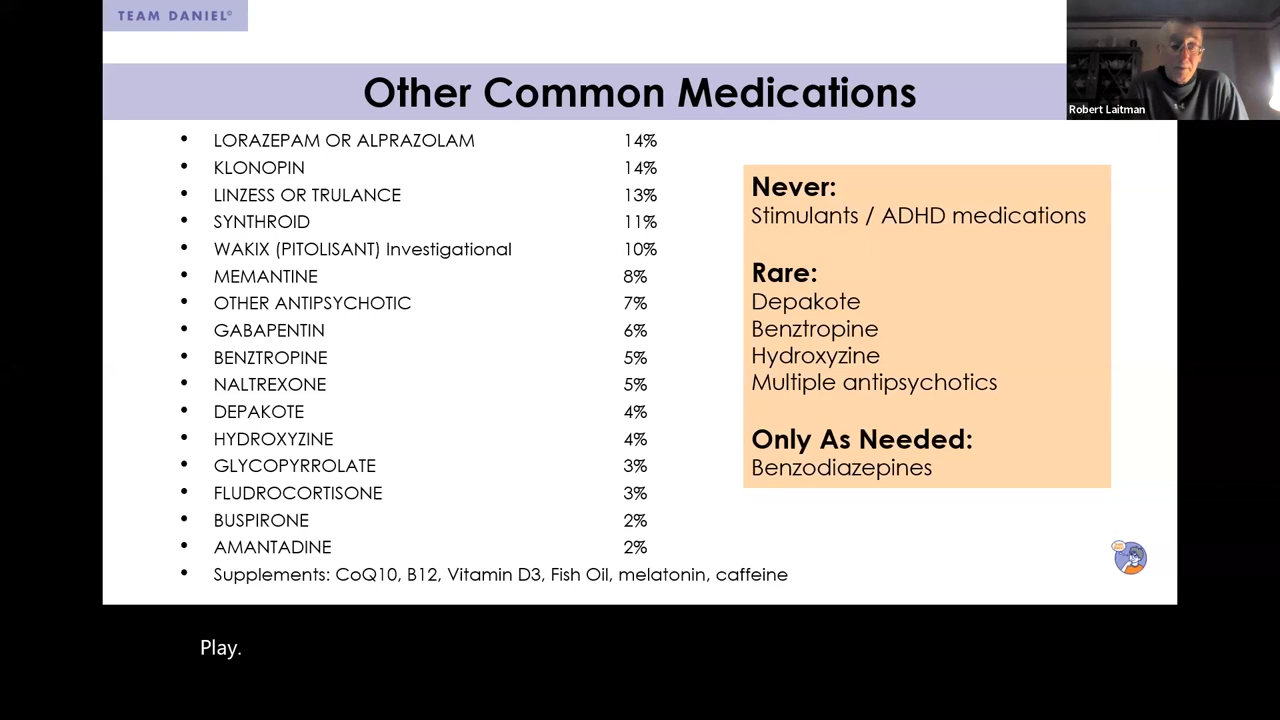 TEAM DANIEL®
Robert Laitman
Other Common Medications
• LORAZEPAM OR ALPRAZOLAM 14%
• KLONOPIN 14%
• LINZESS OR TRULANCE 13%
• SYNTHROID 11%
• WAKIX (PITOLISANT) Investigational 10%
• MEMANTINE 8%
• OTHER ANTIPSYCHOTIC 7%
• GABAPENTIN 6%
• BENZTROPINE 5%
• NALTREXONE 5%
• DEPAKOTE 4%
• HYDROXYZINE 4%
• GLYCOPYRROLATE 3%
• FLUDROCORTISONE 3%
• BUSPIRONE 2%
• AMANTADINE 2%
• Supplements: CoQ10, B12, Vitamin D3, Fish Oil, melatonin, caffeine
Never:
Stimulants / ADHD medications
Rare:
Depakote
Benztropine
Hydroxyzine
Multiple antipsychotics
Only As Needed:
Benzodiazepines
Play.